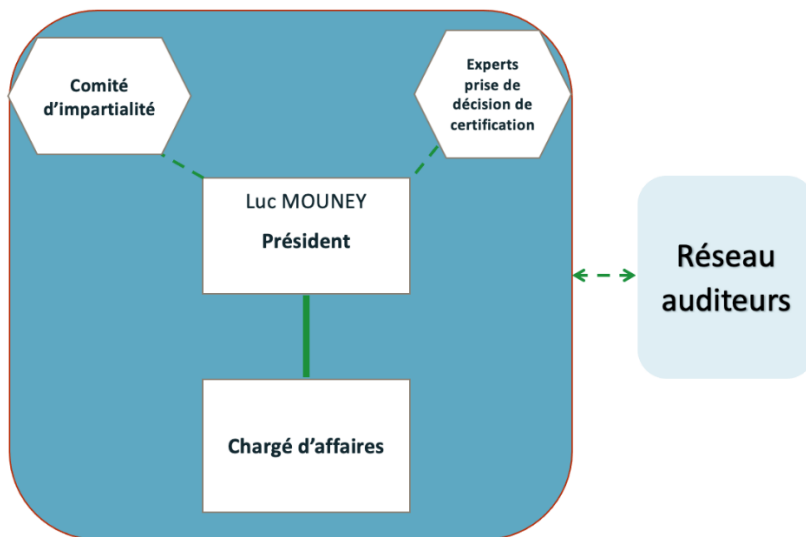 Comité
d’impartialité
Experts
prise de
décision de
certification
Luc MOUNEY
Président
Réseau
auditeurs
Chargé d’affaires